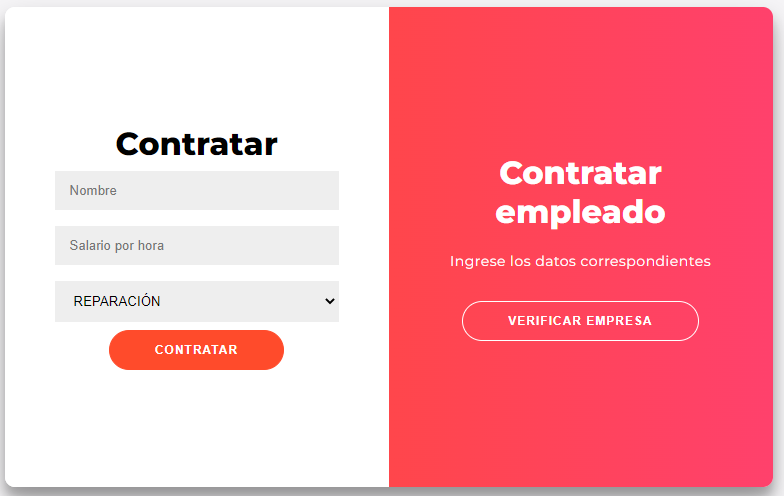 Contratar
Nombre
Salario por hora
REPARACIÓN
CONTRATAR
Contratar
empleado
Ingrese los datos correspondientes
VERIFICAR EMPRESA